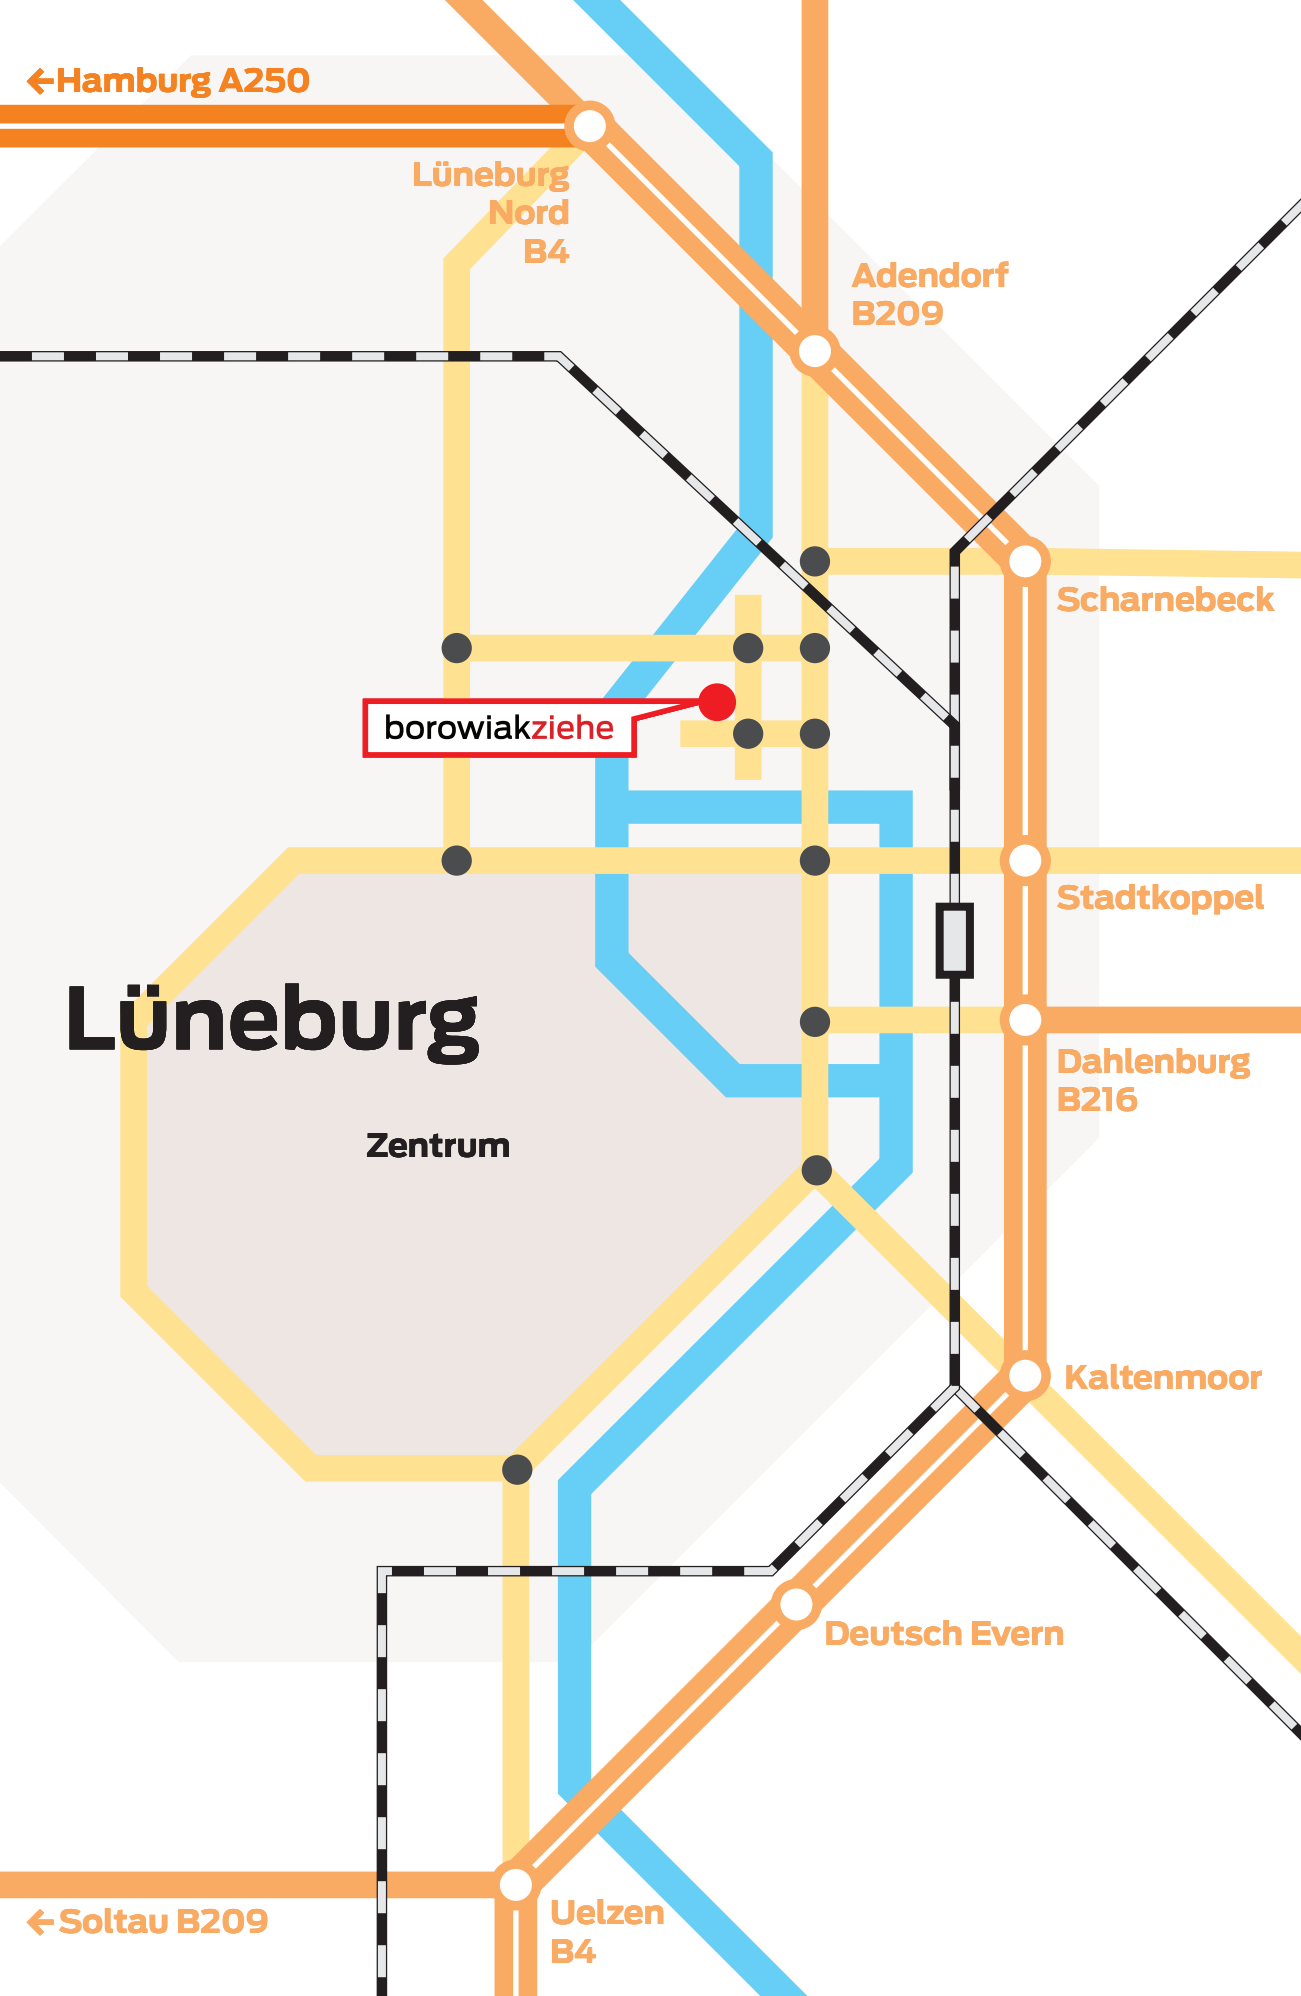 ←Hamburg A250
Lüneburg
Nord
B4
Adendorf
B209
Scharnebeck
borowiakziehe
Stadtkoppel
Lüneburg
Dahlenburg
B216
Zentrum
Kaltenmoor
Deutsch Evern
←Soltau B209
Uelzen
B4